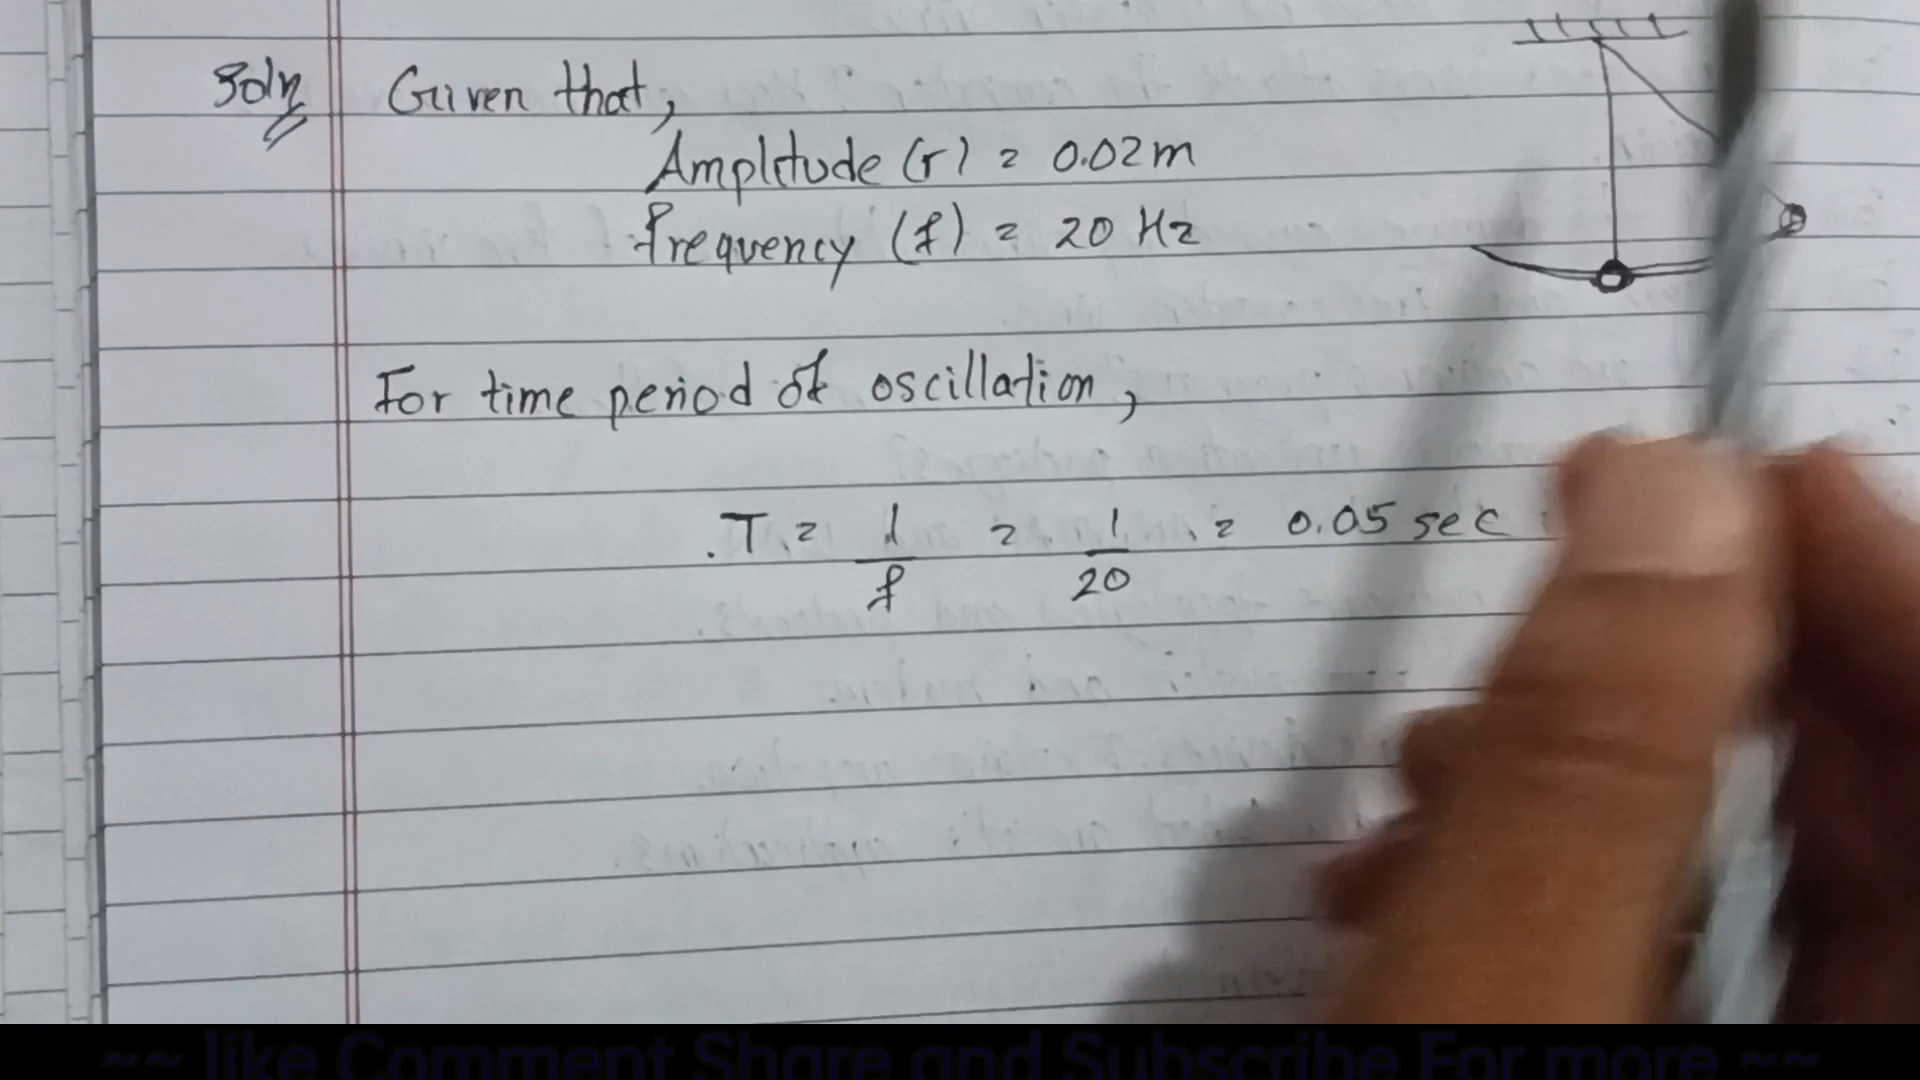 Soln Given that,
Amplitude (r) = 0.02m
frequency (f) = 20 Hz
For time period of oscillation,
T = 1/f = 1/20 = 0.05 sec
~~ like Comment Share and Subscribe For more ~~